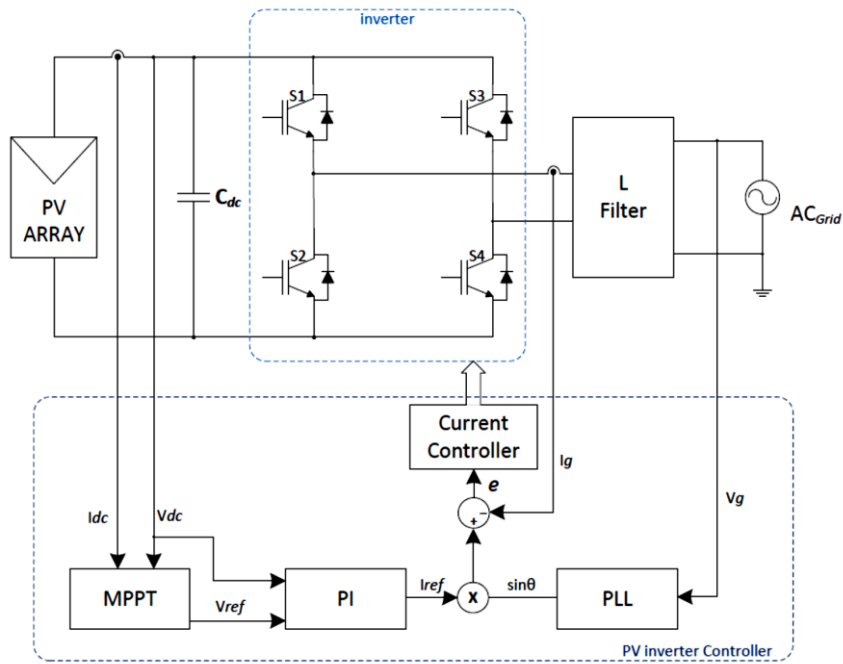 inverter
S1
S3
PV
ARRAY
Cdc
L
Filter
ACGrid
S2
S4
Current
Controller
Ig
e
Vg
Idc
Vdc
+
−
MPPT
Vref
PI
Iref
X
sinθ
PLL
PV inverter Controller